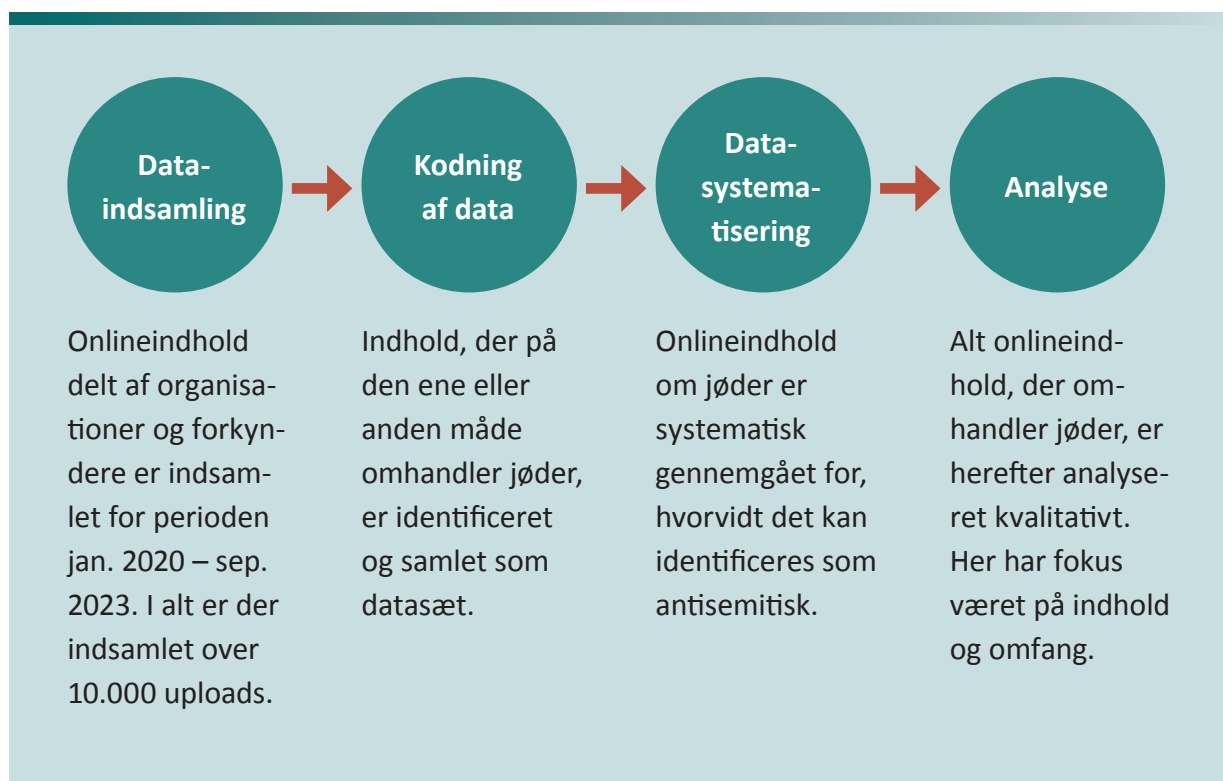 Data-
indsamling
Onlineindhold
delt af organisa-
tioner og forkyn-
dere er indsam-
let for perioden
jan. 2020 – sep.
2023. I alt er der
indsamlet over
10.000 uploads.
Kodning
af data
Indhold, der på
den ene eller
anden måde
omhandler jøder,
er identificeret
og samlet som
datasæt.
Data-
systema-
tisering
Onlineindhold
om jøder er
systematisk
gennemgået for,
hvorvidt det kan
identificeres som
antisemitisk.
Analyse
Alt onlineind-
hold, der om-
handler jøder, er
herefter analyse-
ret kvalitativt.
Her har fokus
været på indhold
og omfang.